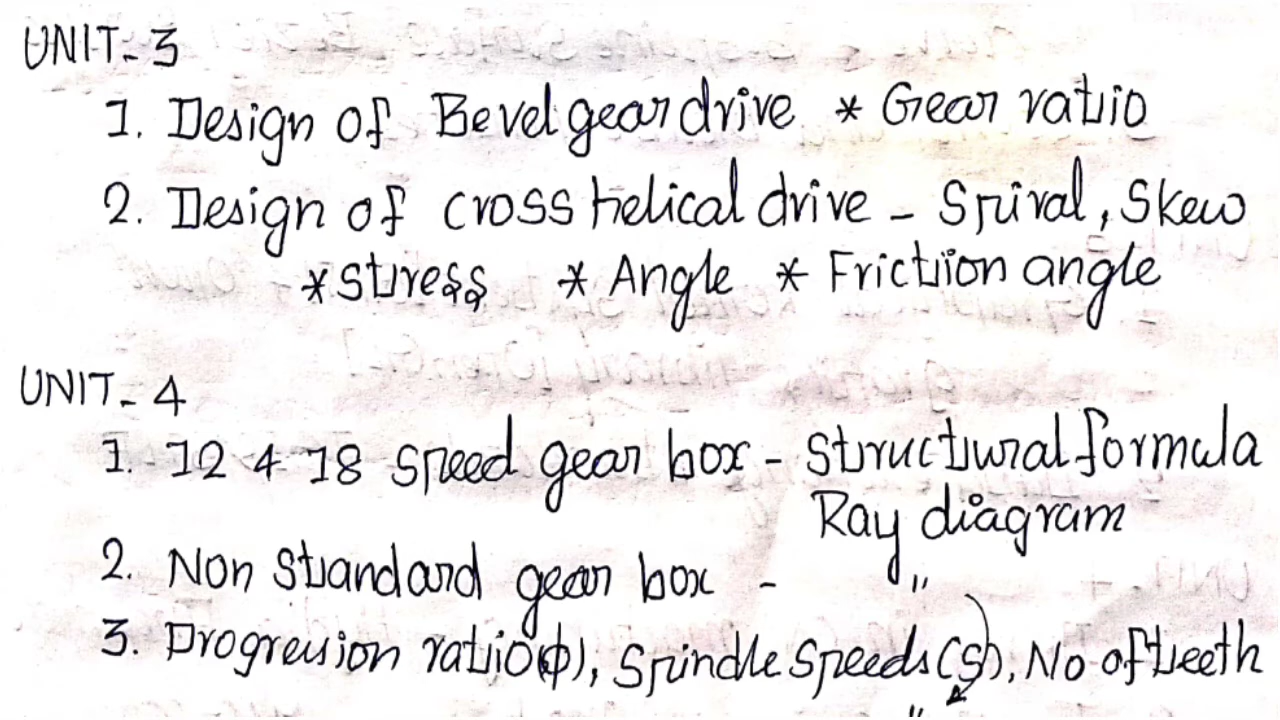 UNIT-3
1. Design of Bevel gear drive * Gear ratio
2. Design of cross helical drive - Spiral, Skew
* Stress * Angle * Friction angle
UNIT-4
1. 12 & 18 Speed gear box - Structural formula
Ray diagram
2. Non Standard gear box - "
3. Progression ratio(φ), Spindle Speeds(s), No of teeth
"